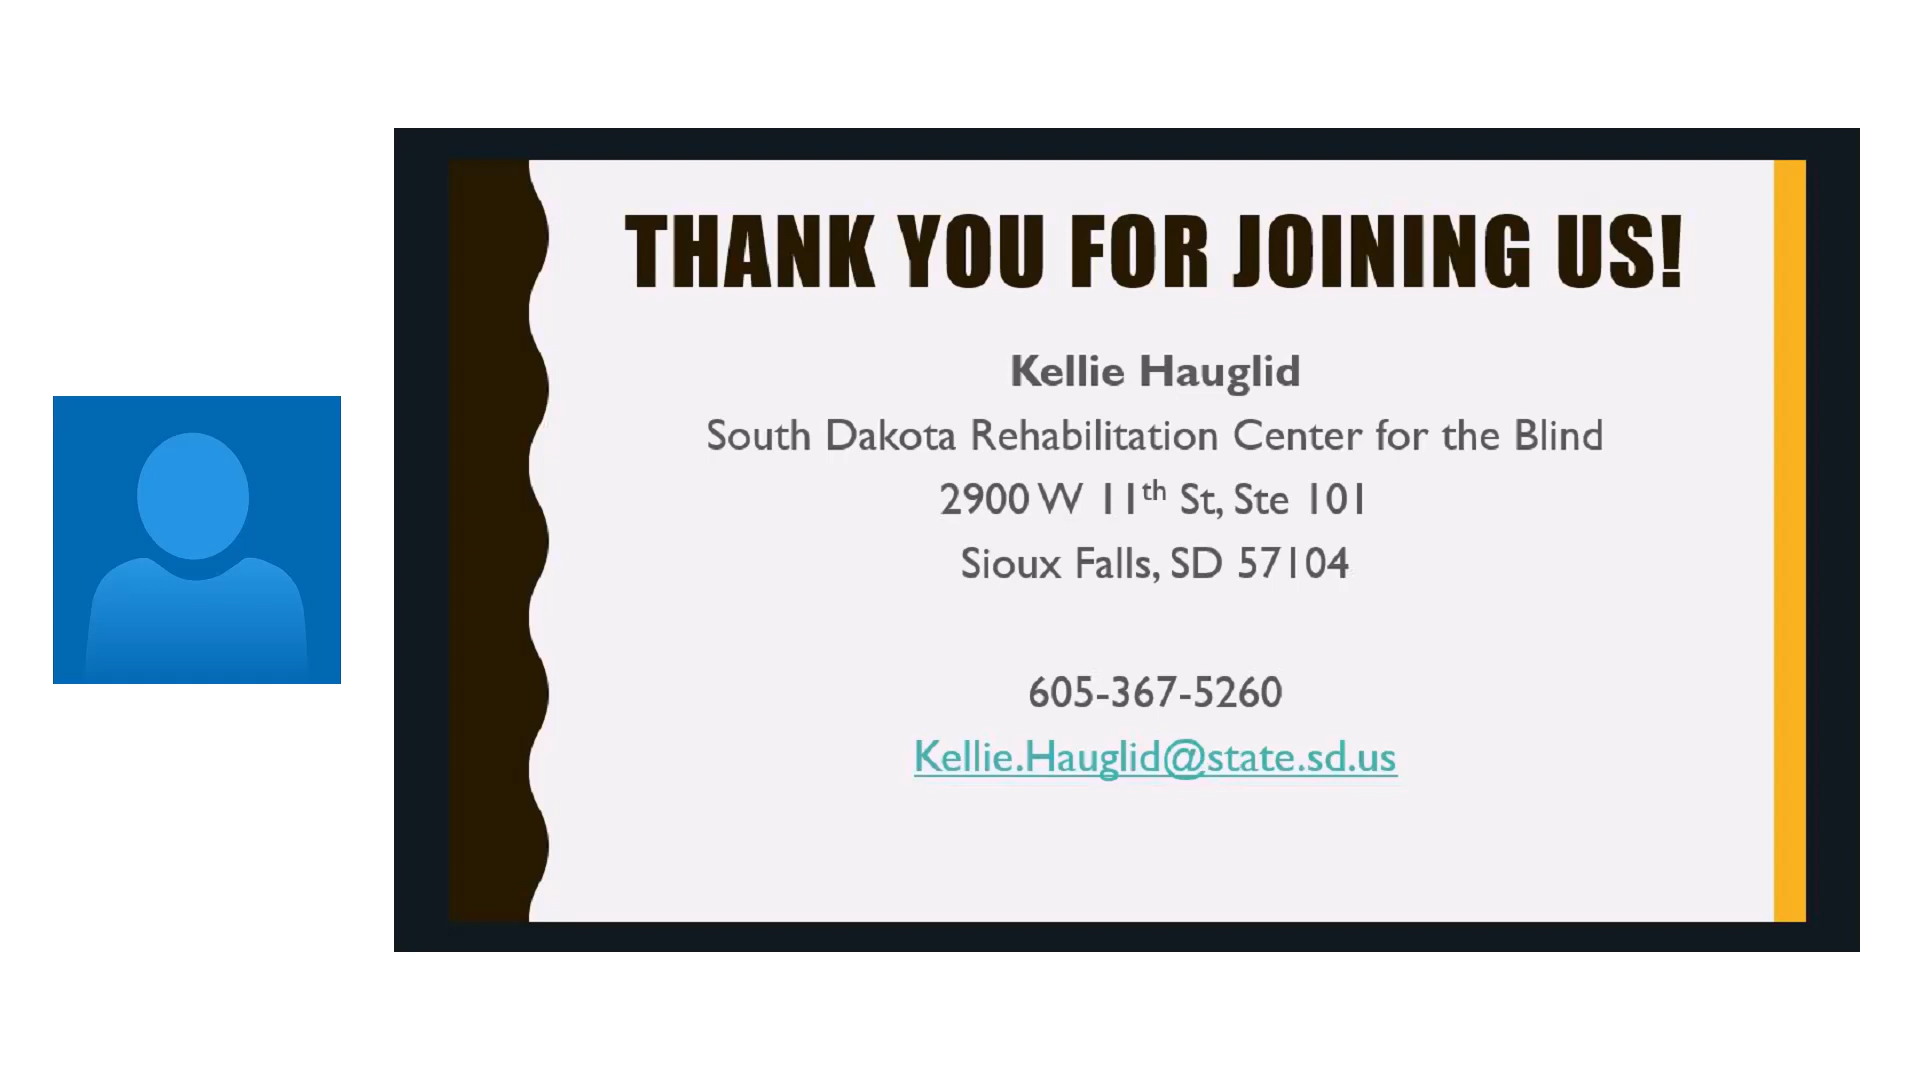 THANK YOU FOR JOINING US!
Kellie Hauglid
South Dakota Rehabilitation Center for the Blind
2900 W 11th St, Ste 101
Sioux Falls, SD 57104
605-367-5260
Kellie.Hauglid@state.sd.us